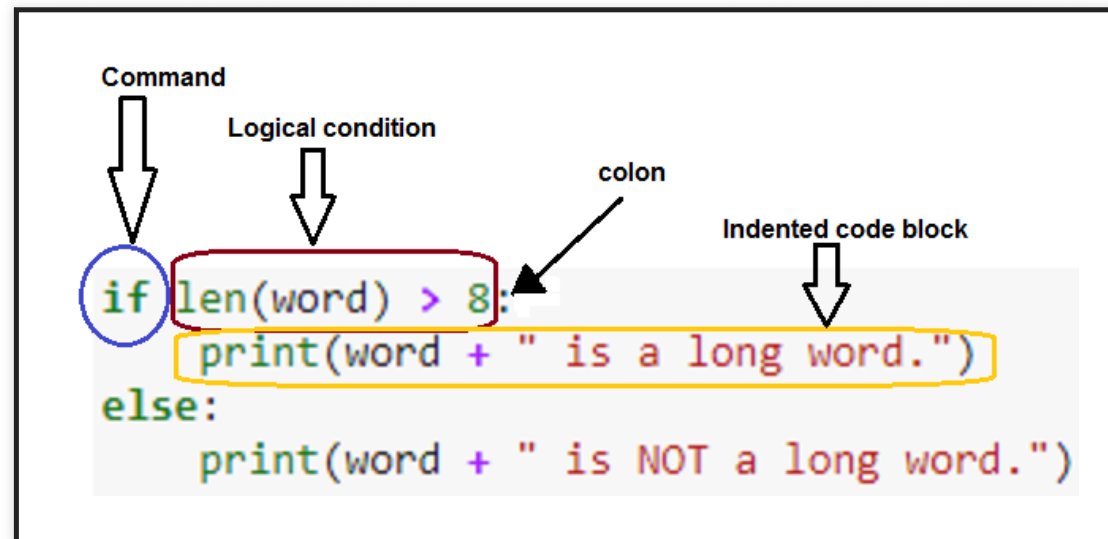 Command
Logical condition
colon
Indented code block
if len(word) > 8:
    print(word + " is a long word.")
else:
    print(word + " is NOT a long word.")